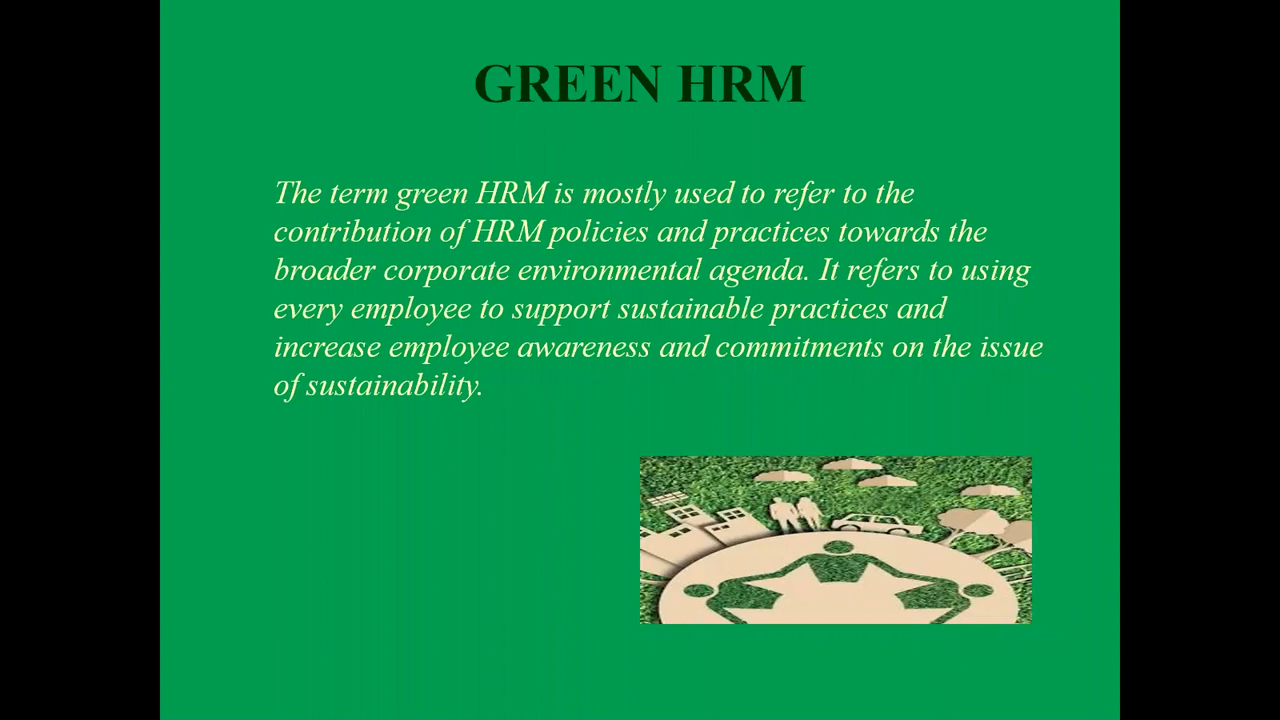 GREEN HRM
The term green HRM is mostly used to refer to the
contribution of HRM policies and practices towards the
broader corporate environmental agenda. It refers to using
every employee to support sustainable practices and
increase employee awareness and commitments on the issue
of sustainability.